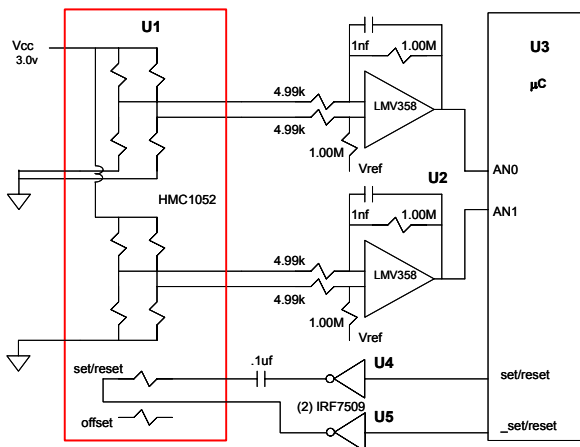 U1
U3
Vcc
3.0v
1nf
1.00M
μC
4.99k
LMV358
4.99k
1.00M
Vref
U2
AN0
HMC1052
AN1
1nf
1.00M
4.99k
LMV358
4.99k
1.00M
Vref
set/reset
.1uf
U4
set/reset
(2) IRF7509
U5
offset
_set/reset